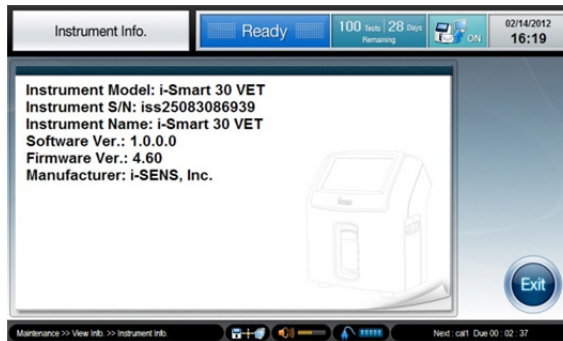 Instrument Info.
Ready
100 Tests 28 Days
Remaining
ON
02/14/2012
16:19
Instrument Model: i-Smart 30 VET
Instrument S/N: iss25083086939
Instrument Name: i-Smart 30 VET
Software Ver.: 1.0.0.0
Firmware Ver.: 4.60
Manufacturer: i-SENS, Inc.
Exit
Maintenance >> View Info. >> Instrument Info.
Next : cal1 Due 00 : 02 : 37